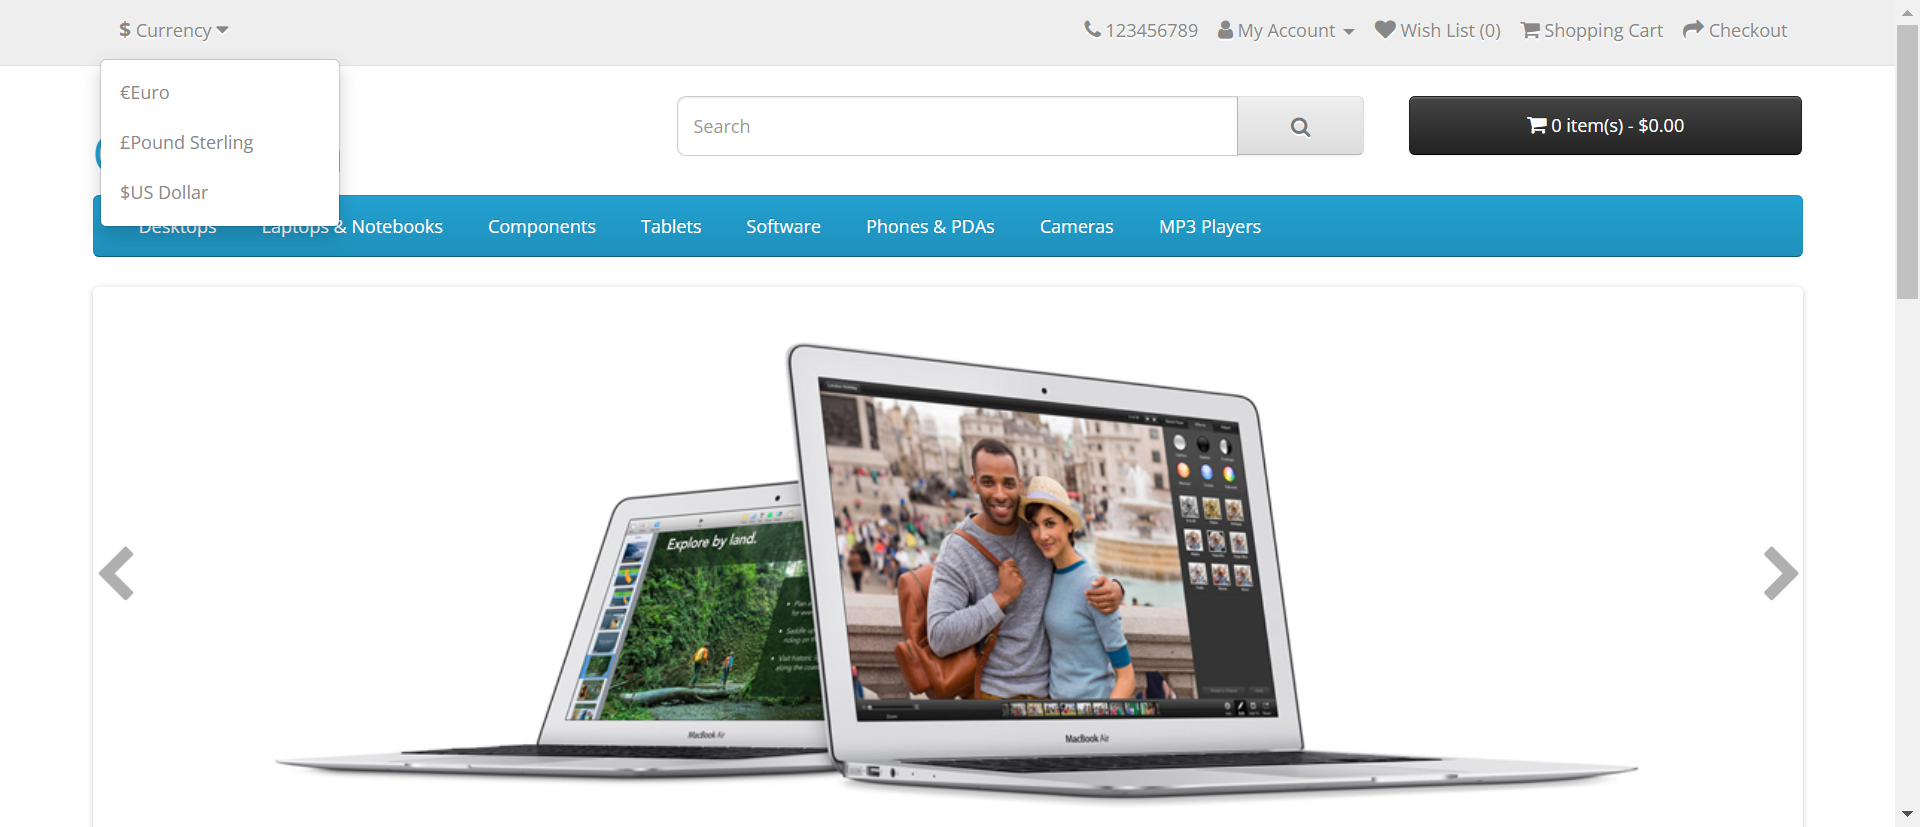 $ Currency
123456789
My Account
Wish List (0)
Shopping Cart
Checkout
€Euro
£Pound Sterling
$US Dollar
Search
0 item(s) - $0.00
Desktops
Laptops & Notebooks
Components
Tablets
Software
Phones & PDAs
Cameras
MP3 Players
Explore by land.
MacBook Air
MacBook Air